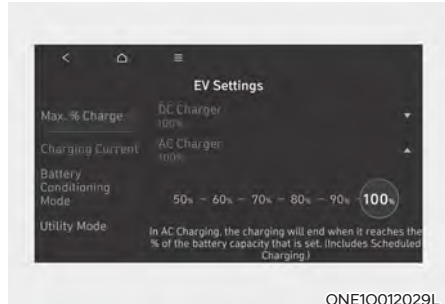 EV Settings
Max. % Charge
DC Charger
100%
Charging Current
AC Charger
100%
Battery
Conditioning
Mode
50% - 60% - 70% - 80% - 90% - 100%
Utility Mode
In AC Charging, the charging will end when it reaches the
% of the battery capacity that is set. (Includes Scheduled
Charging.)
ONE1O012029L